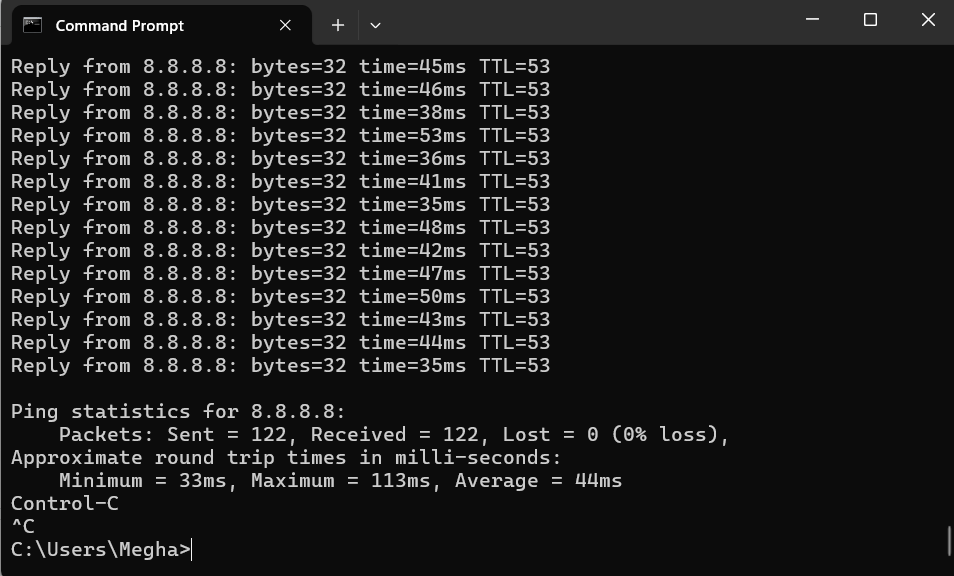 Command Prompt
Reply from 8.8.8.8: bytes=32 time=45ms TTL=53
Reply from 8.8.8.8: bytes=32 time=46ms TTL=53
Reply from 8.8.8.8: bytes=32 time=38ms TTL=53
Reply from 8.8.8.8: bytes=32 time=53ms TTL=53
Reply from 8.8.8.8: bytes=32 time=36ms TTL=53
Reply from 8.8.8.8: bytes=32 time=41ms TTL=53
Reply from 8.8.8.8: bytes=32 time=35ms TTL=53
Reply from 8.8.8.8: bytes=32 time=48ms TTL=53
Reply from 8.8.8.8: bytes=32 time=42ms TTL=53
Reply from 8.8.8.8: bytes=32 time=47ms TTL=53
Reply from 8.8.8.8: bytes=32 time=50ms TTL=53
Reply from 8.8.8.8: bytes=32 time=43ms TTL=53
Reply from 8.8.8.8: bytes=32 time=44ms TTL=53
Reply from 8.8.8.8: bytes=32 time=35ms TTL=53
Ping statistics for 8.8.8.8:
    Packets: Sent = 122, Received = 122, Lost = 0 (0% loss),
Approximate round trip times in milli-seconds:
    Minimum = 33ms, Maximum = 113ms, Average = 44ms
Control-C
^C
C:\Users\Megha>